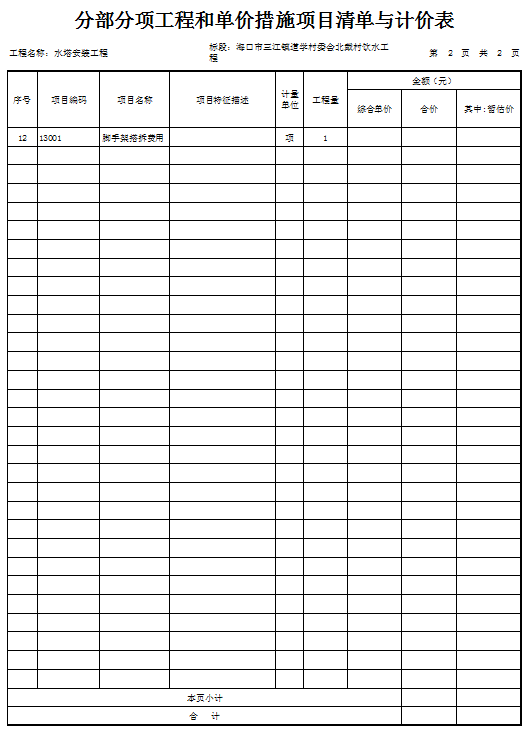 分部分项工程和单价措施项目清单与计价表
工程名称：水塔安装工程
标段：海口市三江镇道学村委会北戴村饮水工
程
第 2 页 共 2 页
序号
项目编码
项目名称
项目特征描述
计量
单位
工程量
金额（元）
综合单价
合价
其中:暂估价
12 13001 脚手架搭拆费用 项 1
本页小计
合 计